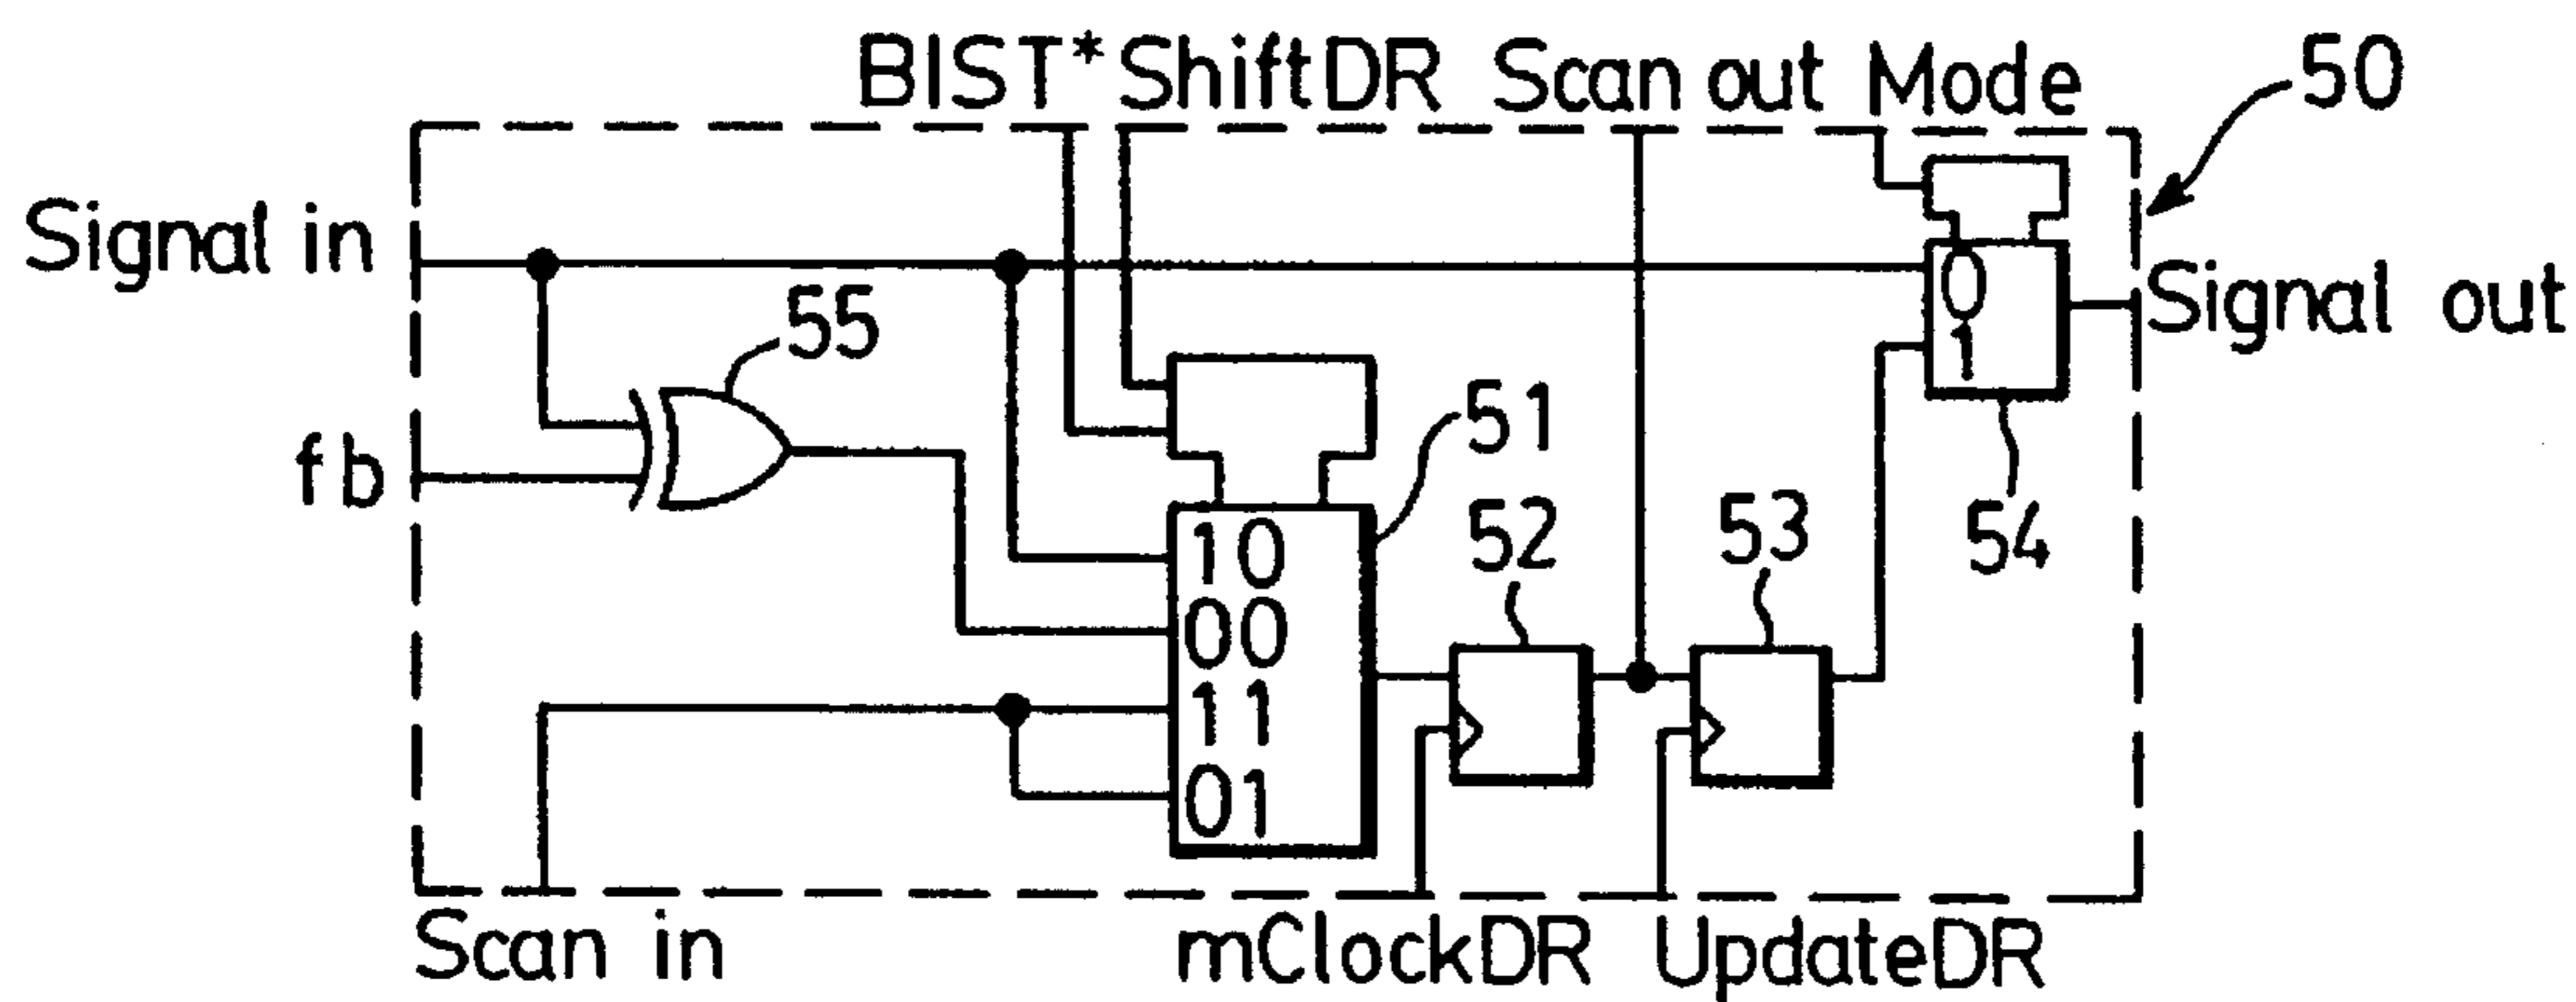 BIST* ShiftDR Scan out Mode
50
Signal in
0
1
Signal out
55
fb
51
52
53
54
10
00
11
01
Scan in
mClockDR
UpdateDR